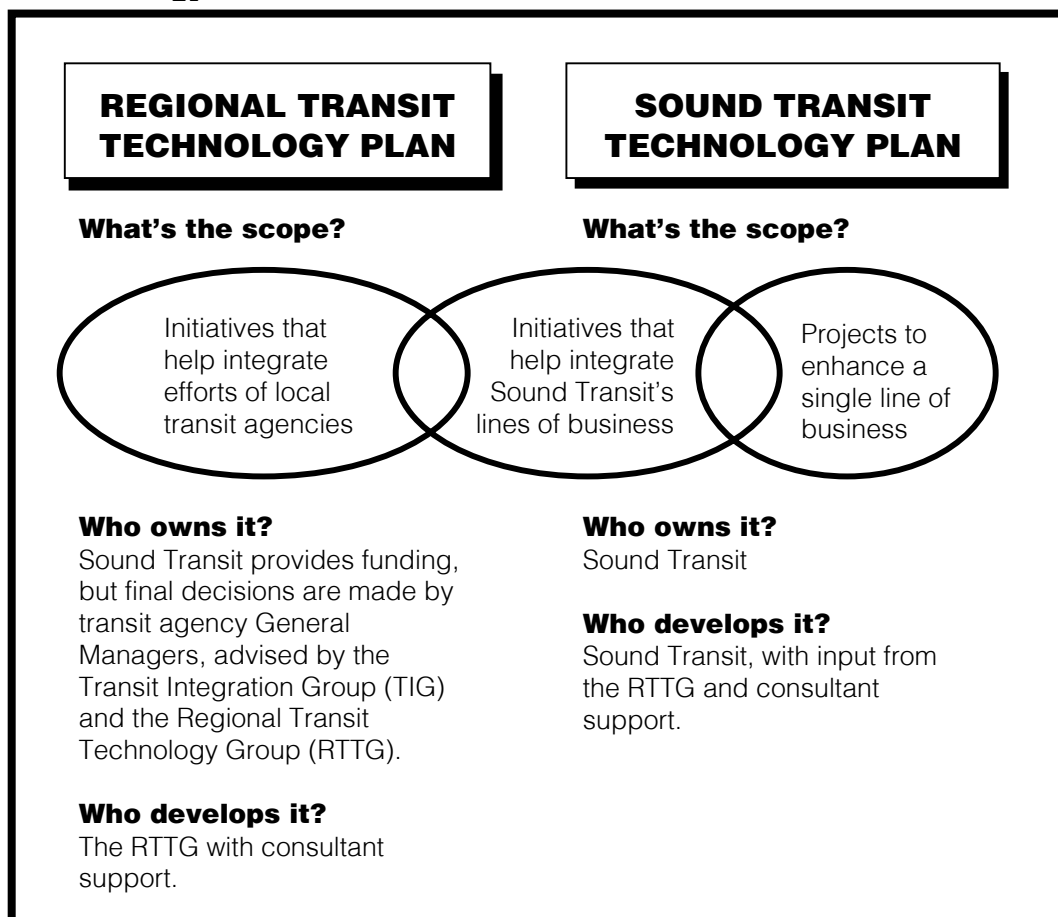 REGIONAL TRANSIT
TECHNOLOGY PLAN
What's the scope?
Initiatives that
help integrate
efforts of local
transit agencies
Who owns it?
Sound Transit provides funding,
but final decisions are made by
transit agency General
Managers, advised by the
Transit Integration Group (TIG)
and the Regional Transit
Technology Group (RTTG).
Who develops it?
The RTTG with consultant
support.
SOUND TRANSIT
TECHNOLOGY PLAN
What's the scope?
Initiatives that
help integrate
Sound Transit's
lines of business
Projects to
enhance a
single line of
business
Who owns it?
Sound Transit
Who develops it?
Sound Transit, with input from
the RTTG and consultant
support.